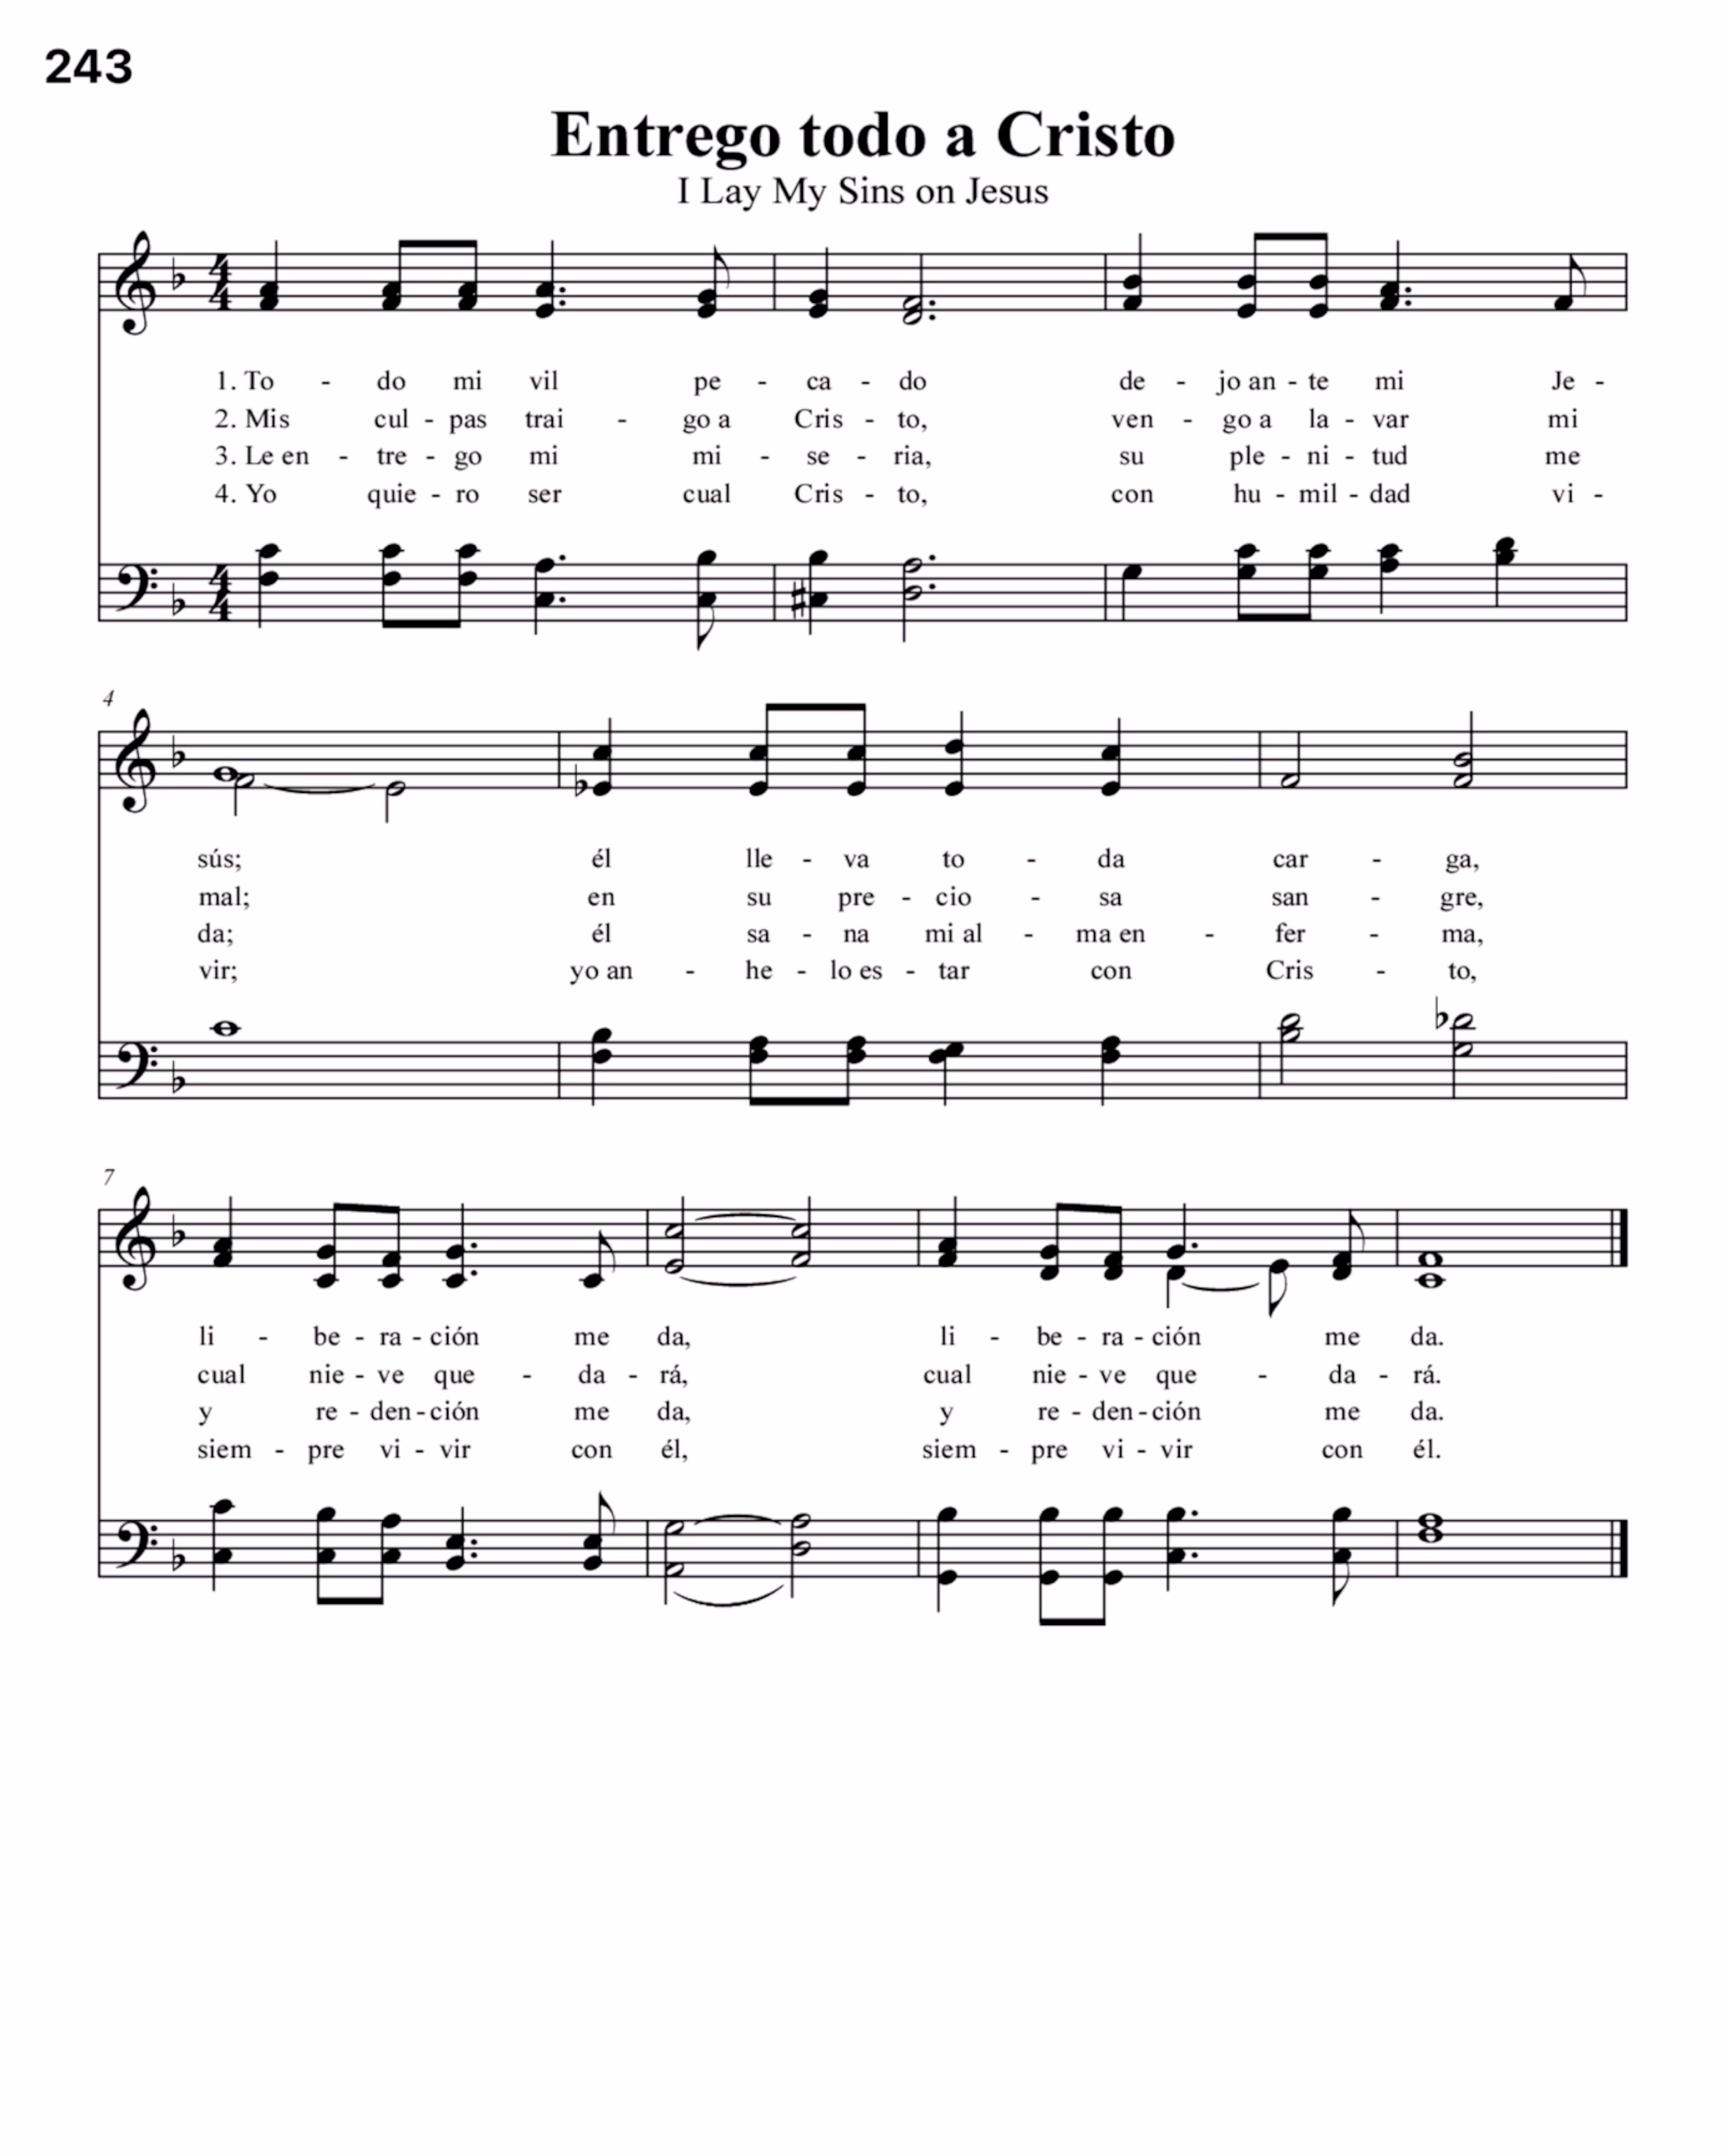 243
Entrego todo a Cristo
I Lay My Sins on Jesus
1. To - do mi vil pe - ca - do de - jo an - te mi Je -
2. Mis cul - pas trai - go a Cris - to, ven - go a la - var mi
3. Le en - tre - go mi mi - se - ria, su ple - ni - tud me
4. Yo quie - ro ser cual Cris - to, con hu - mil - dad vi -
4
sús; él lle - va to - da car - ga,
mal; en su pre - cio - sa san - gre,
da; él sa - na mi al - ma en - fer - ma,
vir; yo an - he - lo es - tar con Cris - to,
7
li - be - ra - ción me da, li - be - ra - ción me da.
cual nie - ve que - da - rá, cual nie - ve que - da - rá.
y re - den - ción me da, y re - den - ción me da.
siem - pre vi - vir con él, siem - pre vi - vir con él.